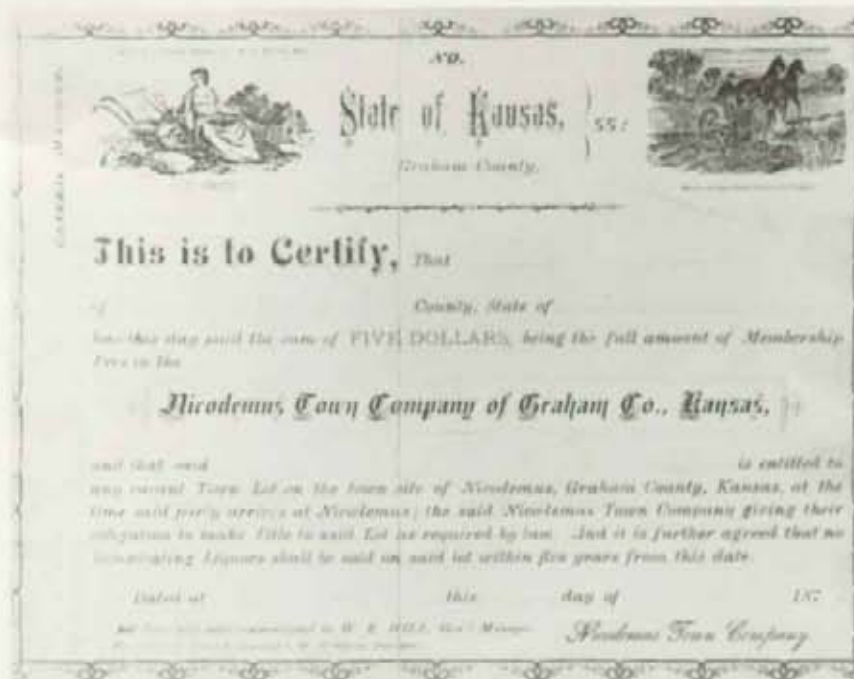 NO.
State of Kansas, } ss:
Graham County,
This is to Certify, That
of County, State of
has this day paid the sum of FIVE DOLLARS, being the full amount of Membership
Fees in the
Nicodemus Town Company of Graham Co., Kansas,
and that said is entitled to
any vacant Town Lot on the town site of Nicodemus, Graham County, Kansas, at the
time said party arrives at Nicodemus; the said Nicodemus Town Company giving their
obligation to make Title to said Lot as required by law. And it is further agreed that no
Intoxicating Liquors shall be sold on said lot within five years from this date.
Dated at this day of 187
W. R. HILL, Gen'l Manager
Nicodemus Town Company